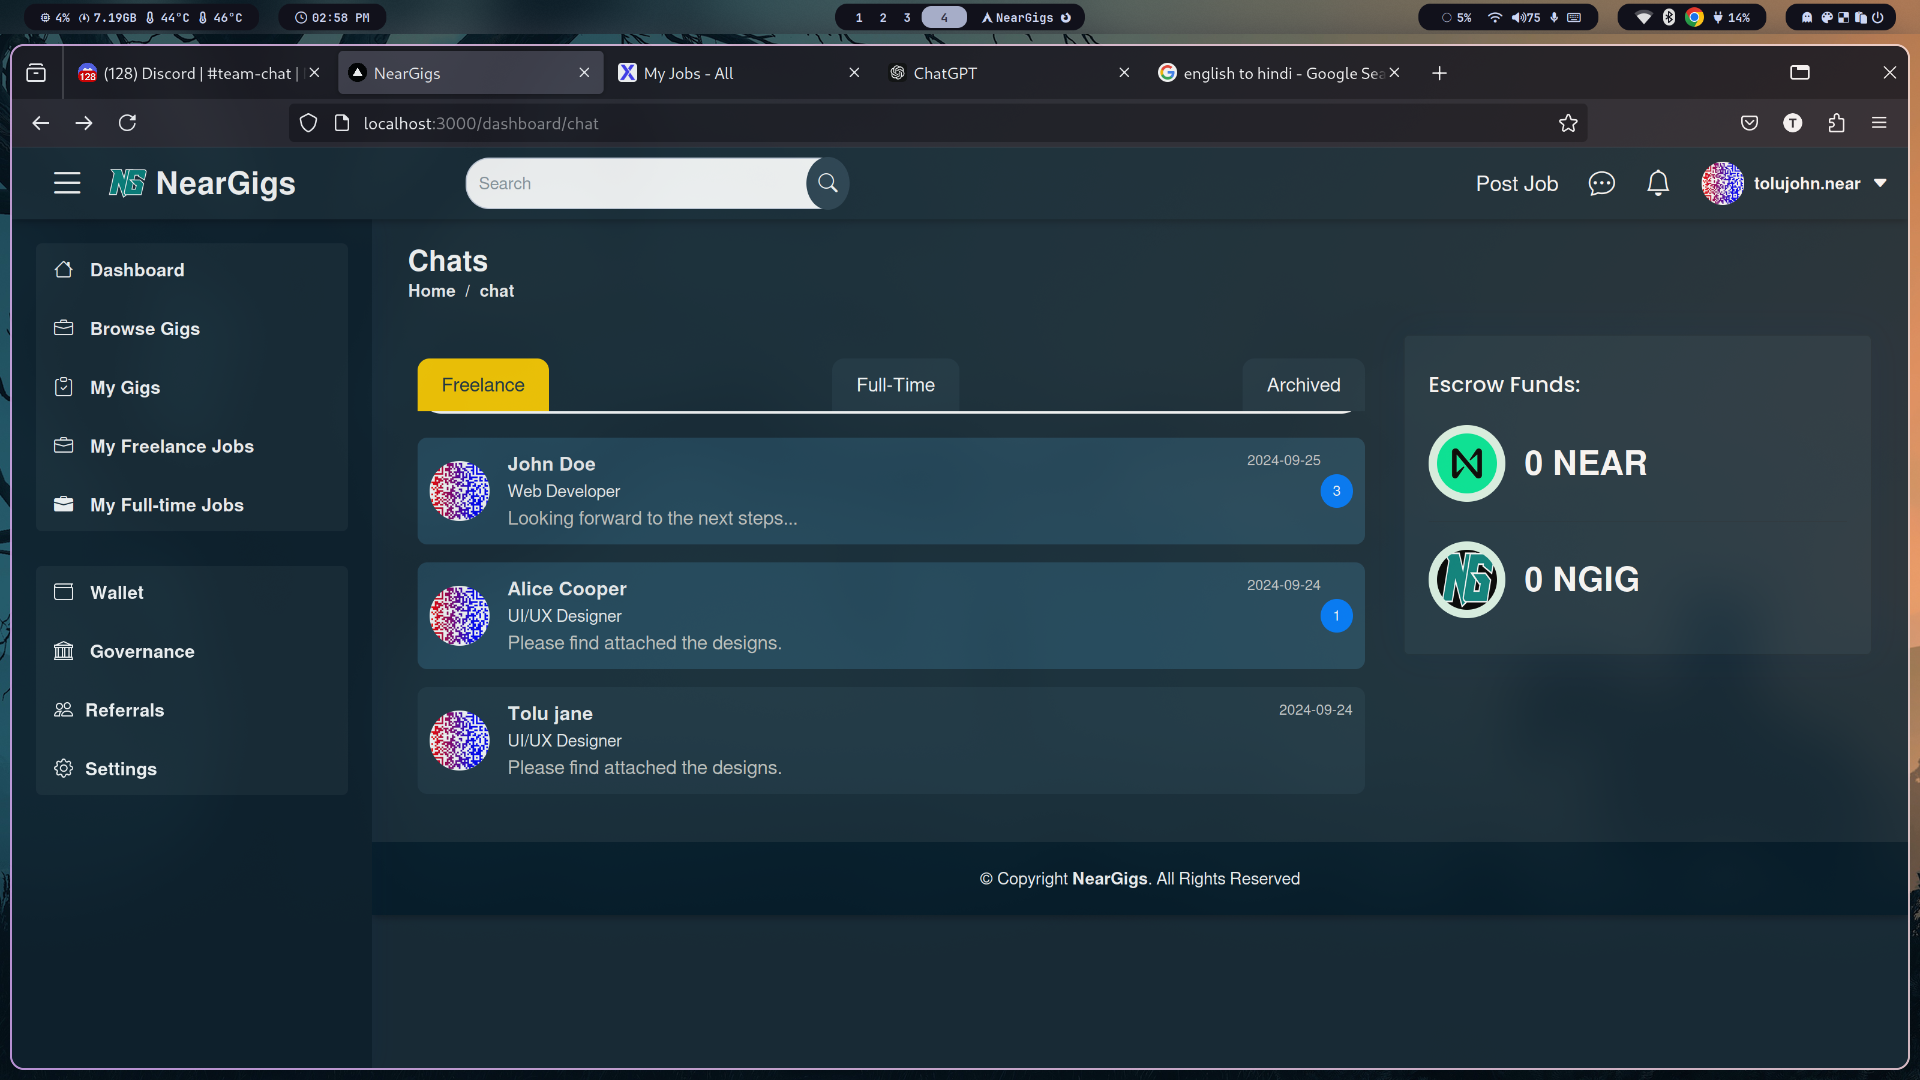 4% 7.19GB 44°C 46°C
02:58 PM
1 2 3 4 NearGigs
5% 75
14%
(128) Discord | #team-chat |
NearGigs
My Jobs - All
ChatGPT
english to hindi - Google Sea
localhost:3000/dashboard/chat
NG NearGigs
Search
Post Job
tolujohn.near
Dashboard
Browse Gigs
My Gigs
My Freelance Jobs
My Full-time Jobs
Wallet
Governance
Referrals
Settings
Chats
Home / chat
Freelance
Full-Time
Archived
John Doe
2024-09-25
Web Developer
3
Looking forward to the next steps...
Alice Cooper
2024-09-24
UI/UX Designer
1
Please find attached the designs.
Tolu jane
2024-09-24
UI/UX Designer
Please find attached the designs.
Escrow Funds:
0 NEAR
NG 0 NGIG
© Copyright NearGigs. All Rights Reserved